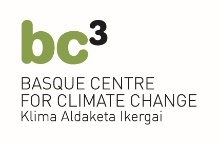 bc³
BASQUE CENTRE
FOR CLIMATE CHANGE
Klima Aldaketa Ikergai